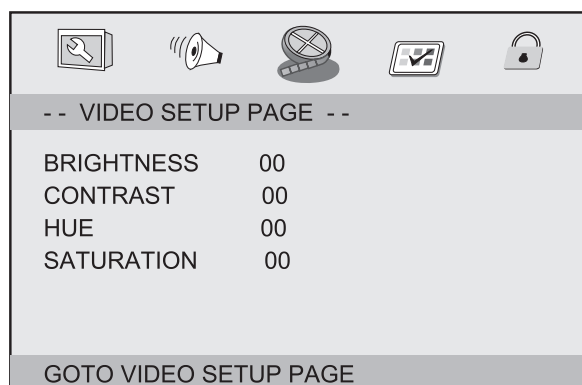 -- VIDEO SETUP PAGE --
BRIGHTNESS 00
CONTRAST 00
HUE 00
SATURATION 00
GOTO VIDEO SETUP PAGE